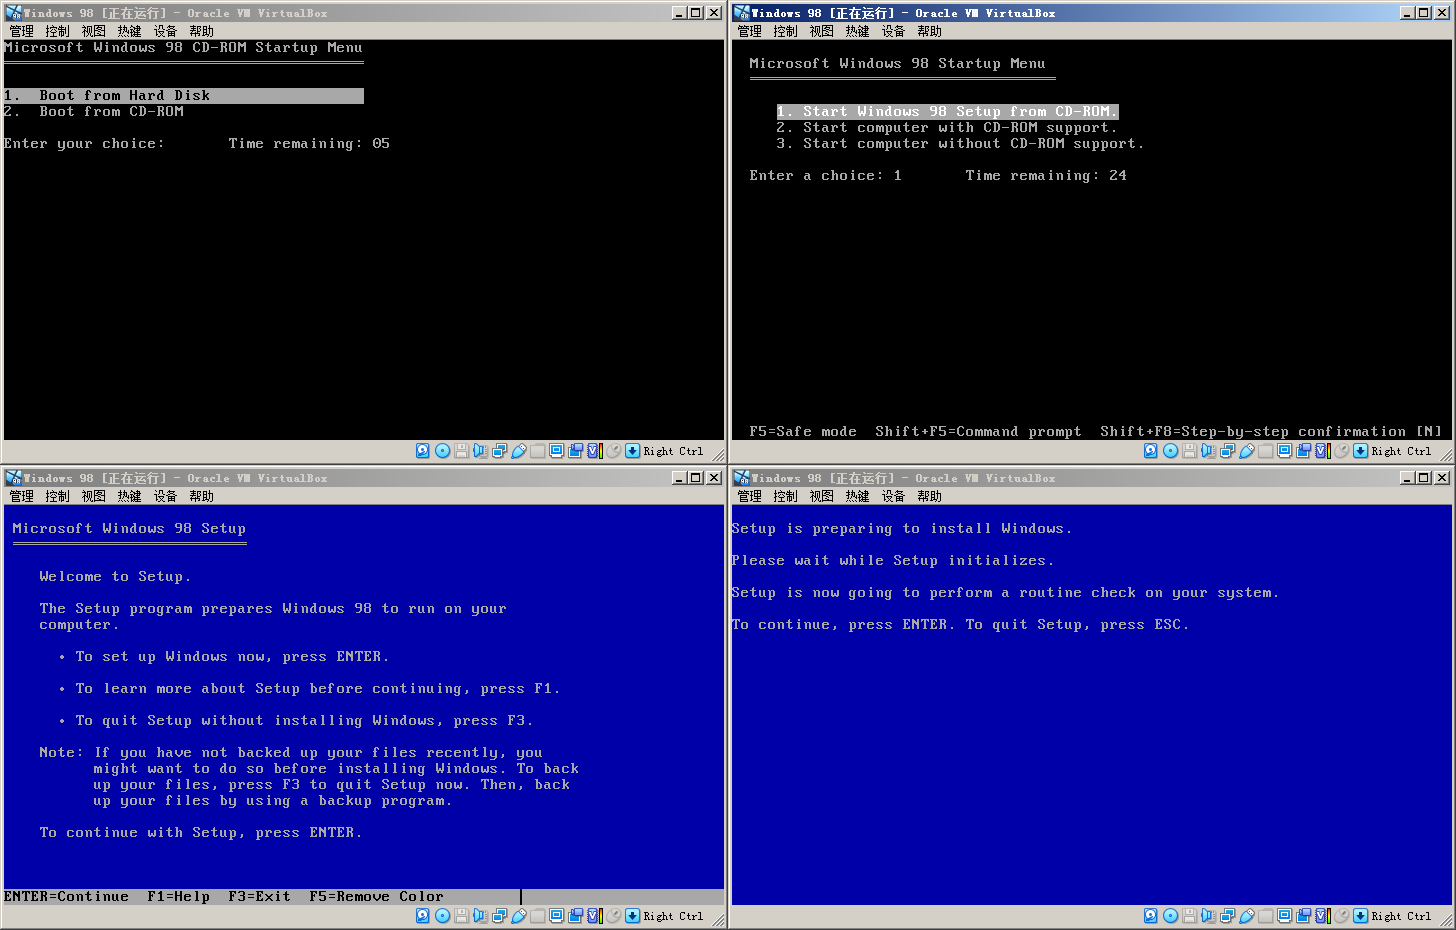 Windows 98 [正在运行] - Oracle VM VirtualBox
管理 控制 视图 热键 设备 帮助
Microsoft Windows 98 CD-ROM Startup Menu
1. Boot from Hard Disk
2. Boot from CD-ROM
Enter your choice: Time remaining: 05
Right Ctrl
Windows 98 [正在运行] - Oracle VM VirtualBox
管理 控制 视图 热键 设备 帮助
Microsoft Windows 98 Startup Menu
1. Start Windows 98 Setup from CD-ROM.
2. Start computer with CD-ROM support.
3. Start computer without CD-ROM support.
Enter a choice: 1 Time remaining: 24
F5=Safe mode Shift+F5=Command prompt Shift+F8=Step-by-step confirmation [N]
Right Ctrl
Windows 98 [正在运行] - Oracle VM VirtualBox
管理 控制 视图 热键 设备 帮助
Microsoft Windows 98 Setup
Welcome to Setup.
The Setup program prepares Windows 98 to run on your
computer.
• To set up Windows now, press ENTER.
• To learn more about Setup before continuing, press F1.
• To quit Setup without installing Windows, press F3.
Note: If you have not backed up your files recently, you
might want to do so before installing Windows. To back
up your files, press F3 to quit Setup now. Then, back
up your files by using a backup program.
To continue with Setup, press ENTER.
ENTER=Continue F1=Help F3=Exit F5=Remove Color
Right Ctrl
Windows 98 [正在运行] - Oracle VM VirtualBox
管理 控制 视图 热键 设备 帮助
Setup is preparing to install Windows.
Please wait while Setup initializes.
Setup is now going to perform a routine check on your system.
To continue, press ENTER. To quit Setup, press ESC.
Right Ctrl